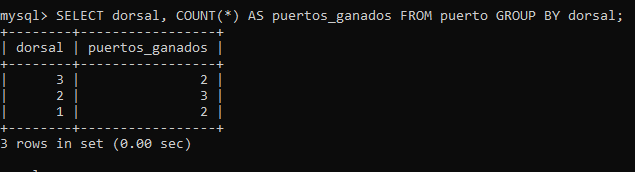 mysql> SELECT dorsal, COUNT(*) AS puertos_ganados FROM puerto GROUP BY dorsal;
+--------+-----------------+
| dorsal | puertos_ganados |
+--------+-----------------+
|      3 |               2 |
|      2 |               3 |
|      1 |               2 |
+--------+-----------------+
3 rows in set (0.00 sec)